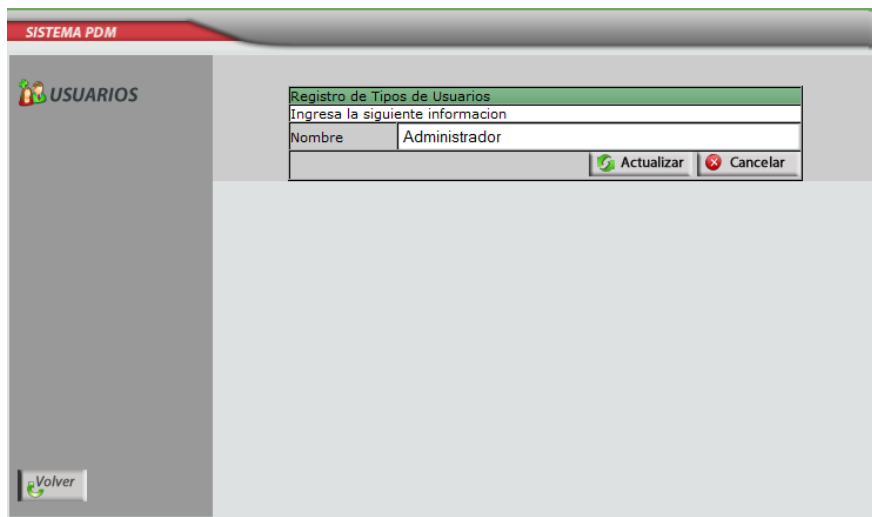 SISTEMA PDM
USUARIOS
Registro de Tipos de Usuarios
Ingresa la siguiente informacion
Nombre Administrador
Actualizar Cancelar
Volver